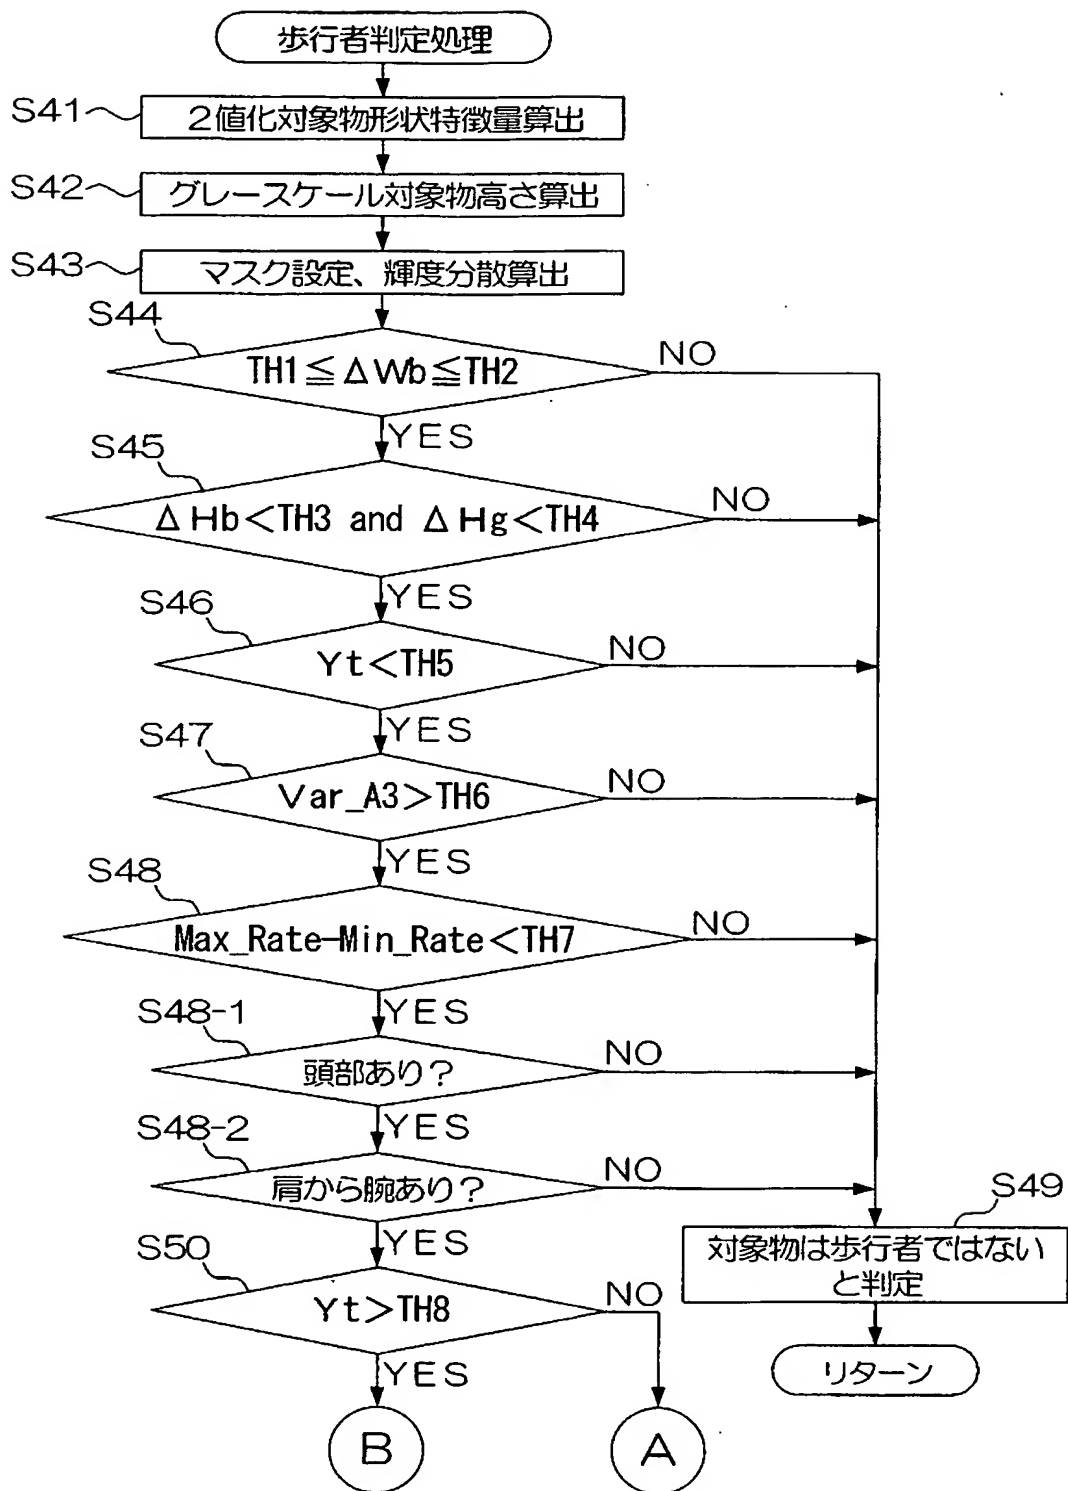 歩行者判定処理
S41
2値化対象物形状特徴量算出
S42
グレースケール対象物高さ算出
S43
マスク設定、輝度分散算出
S44
TH1≦ΔWb≦TH2
NO
YES
S45
ΔHb<TH3 and ΔHg<TH4
NO
YES
S46
Yt<TH5
NO
YES
S47
Var_A3>TH6
NO
YES
S48
Max_Rate-Min_Rate<TH7
NO
YES
S48-1
頭部あり?
NO
YES
S48-2
肩から腕あり?
NO
YES
S49
対象物は歩行者ではない
と判定
リターン
S50
Yt>TH8
NO
YES
B
A